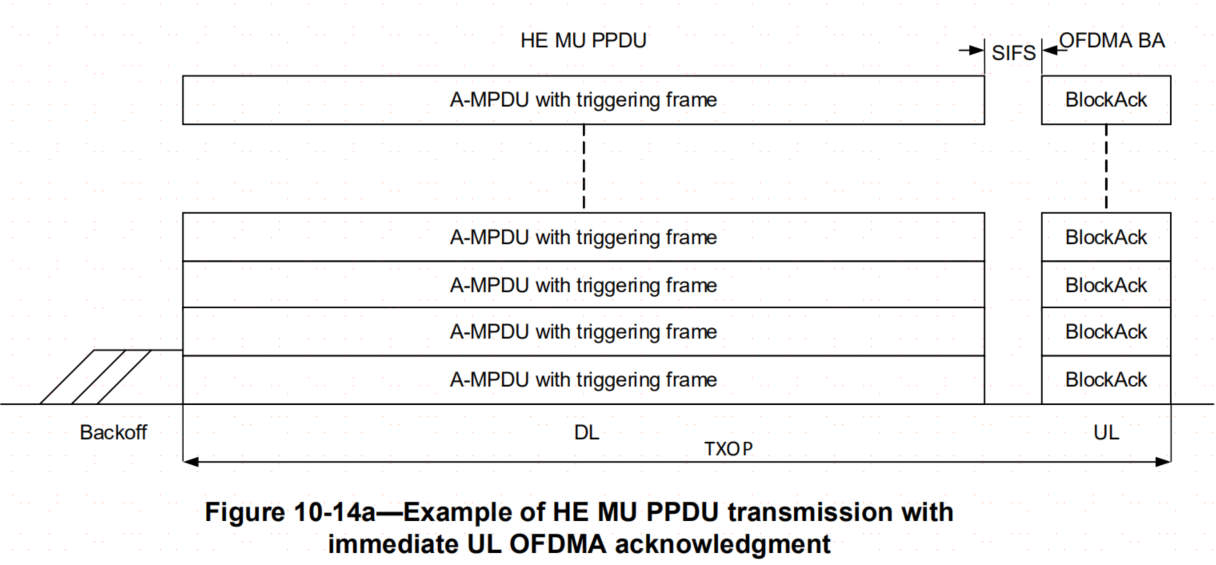 HE MU PPDU
SIFS
OFDMA BA
A-MPDU with triggering frame
BlockAck
A-MPDU with triggering frame
BlockAck
A-MPDU with triggering frame
BlockAck
A-MPDU with triggering frame
BlockAck
A-MPDU with triggering frame
BlockAck
Backoff
DL
UL
TXOP
Figure 10-14a—Example of HE MU PPDU transmission with
immediate UL OFDMA acknowledgment